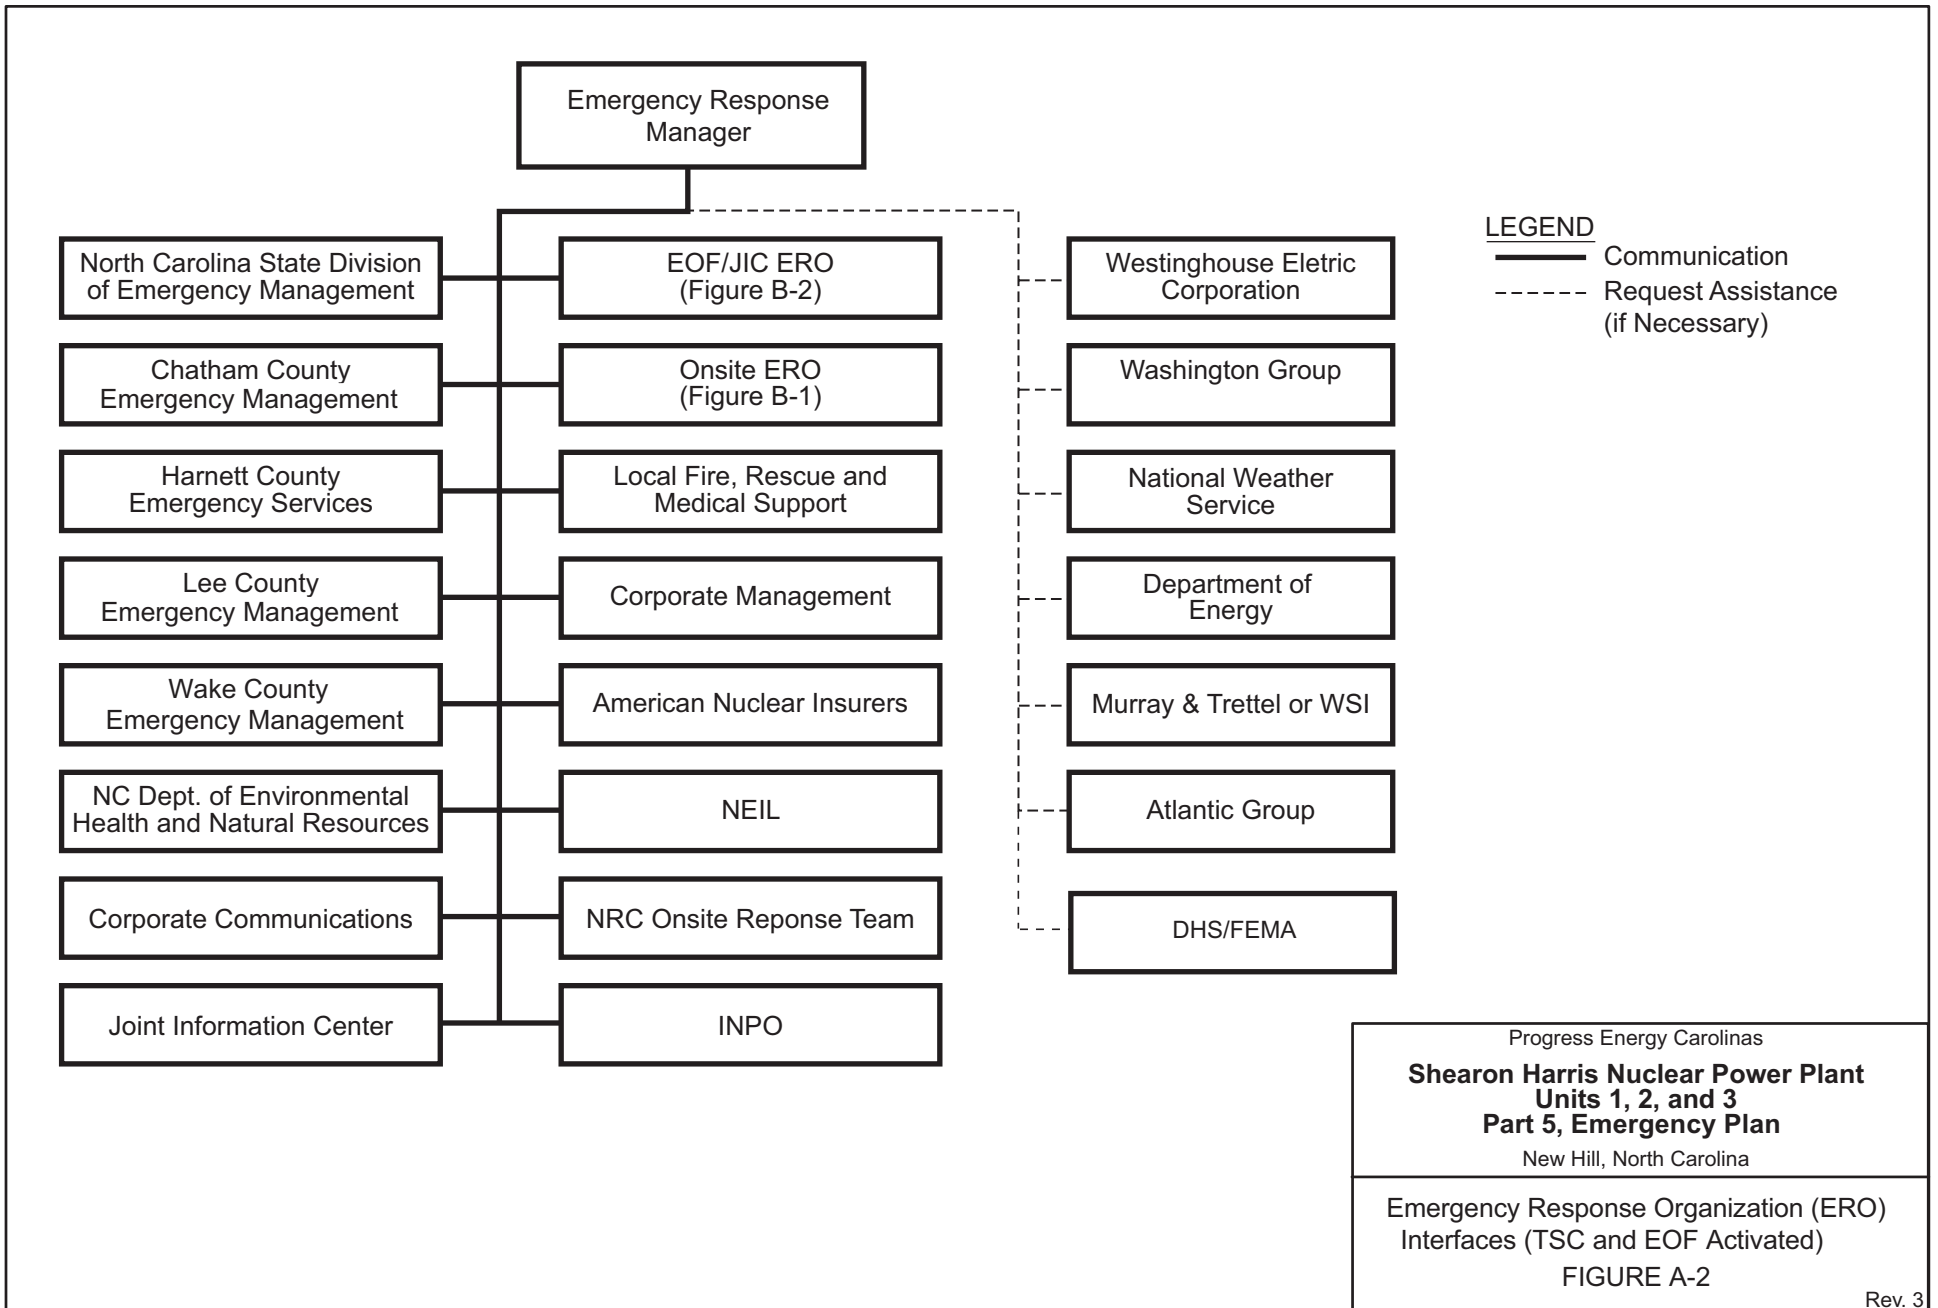 Emergency Response
Manager
North Carolina State Division
of Emergency Management
EOF/JIC ERO
(Figure B-2)
Westinghouse Eletric
Corporation
LEGEND
Communication
Request Assistance
(if Necessary)
Chatham County
Emergency Management
Onsite ERO
(Figure B-1)
Washington Group
Harnett County
Emergency Services
Local Fire, Rescue and
Medical Support
National Weather
Service
Lee County
Emergency Management
Corporate Management
Department of
Energy
Wake County
Emergency Management
American Nuclear Insurers
Murray & Trettel or WSI
NC Dept. of Environmental
Health and Natural Resources
NEIL
Atlantic Group
Corporate Communications
NRC Onsite Reponse Team
DHS/FEMA
Joint Information Center
INPO
Progress Energy Carolinas
Shearon Harris Nuclear Power Plant
Units 1, 2, and 3
Part 5, Emergency Plan
New Hill, North Carolina
Emergency Response Organization (ERO)
Interfaces (TSC and EOF Activated)
FIGURE A-2
Rev. 3